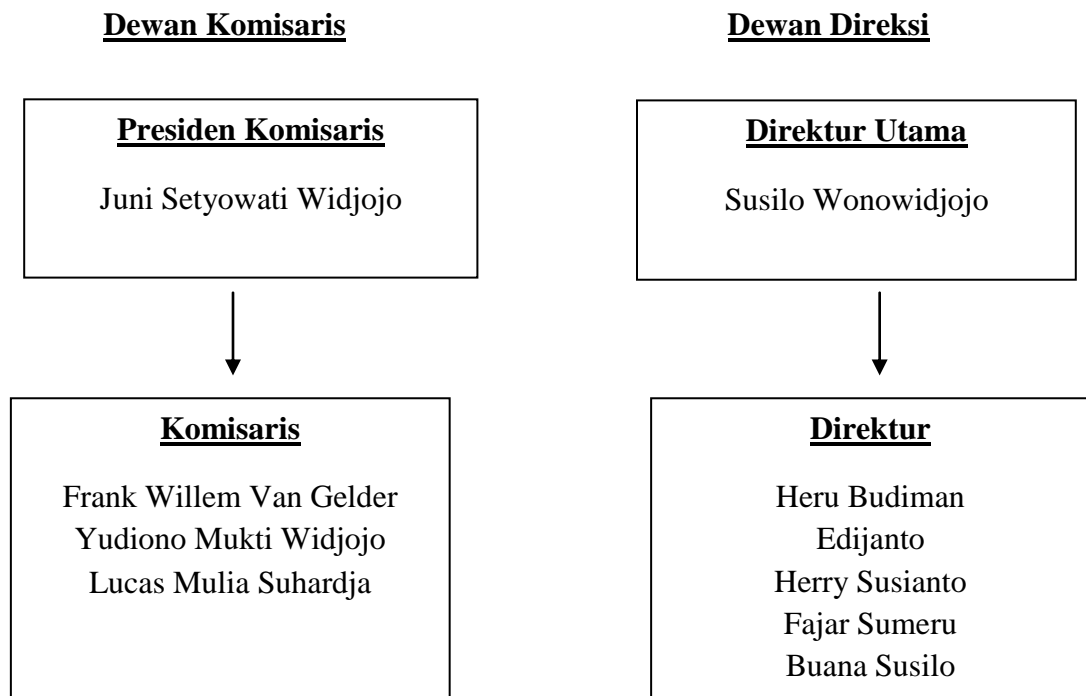 Dewan Komisaris
Dewan Direksi
Presiden Komisaris
Juni Setyowati Widjojo
Direktur Utama
Susilo Wonowidjojo
Komisaris
Frank Willem Van Gelder
Yudiono Mukti Widjojo
Lucas Mulia Suhardja
Direktur
Heru Budiman
Edijanto
Herry Susianto
Fajar Sumeru
Buana Susilo